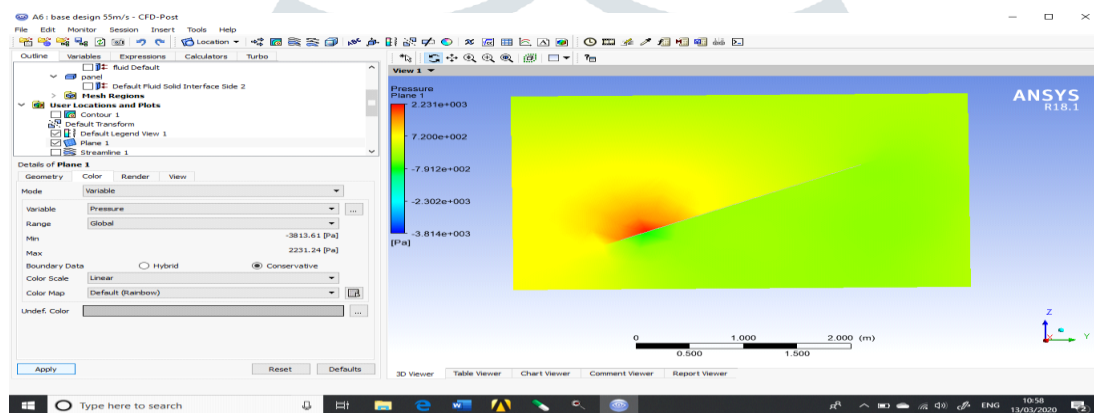 A6 : base design 55m/s - CFD-Post
File Edit Monitor Session Insert Tools Help
Location
Outline Variables Expressions Calculators Turbo
fluid Default
panel
Default Fluid Solid Interface Side 2
Mesh Regions
User Locations and Plots
Contour 1
Default Transform
Default Legend View 1
Plane 1
Streamline 1
Details of Plane 1
Geometry Color Render View
Mode Variable
Variable Pressure ...
Range Global
Min -3813.61 [Pa]
Max 2231.24 [Pa]
Boundary Data Hybrid Conservative
Color Scale Linear
Color Map Default (Rainbow)
Undef. Color ...
Apply Reset Defaults
View 1
Pressure
Plane 1
2.231e+003
7.200e+002
-7.912e+002
-2.302e+003
-3.814e+003
[Pa]
ANSYS
R18.1
0 1.000 2.000 (m)
0.500 1.500
Z
X Y
3D Viewer Table Viewer Chart Viewer Comment Viewer Report Viewer
Type here to search
ENG
10:58
13/03/2020